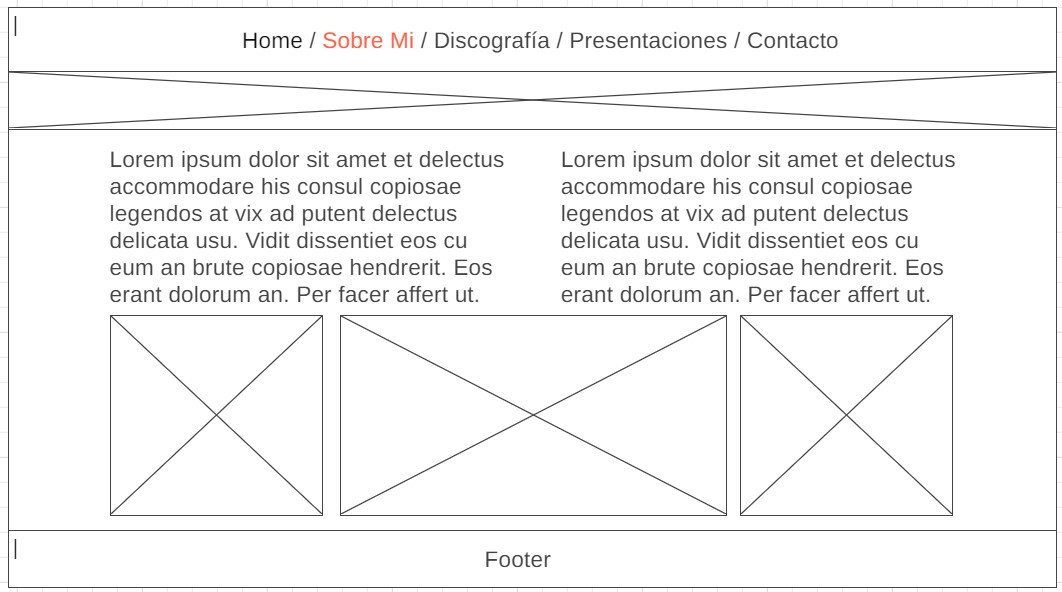 Home / Sobre Mi / Discografía / Presentaciones / Contacto
Lorem ipsum dolor sit amet et delectus
accommodare his consul copiosae
legendos at vix ad putent delectus
delicata usu. Vidit dissentiet eos cu
eum an brute copiosae hendrerit. Eos
erant dolorum an. Per facer affert ut.
Lorem ipsum dolor sit amet et delectus
accommodare his consul copiosae
legendos at vix ad putent delectus
delicata usu. Vidit dissentiet eos cu
eum an brute copiosae hendrerit. Eos
erant dolorum an. Per facer affert ut.
Footer